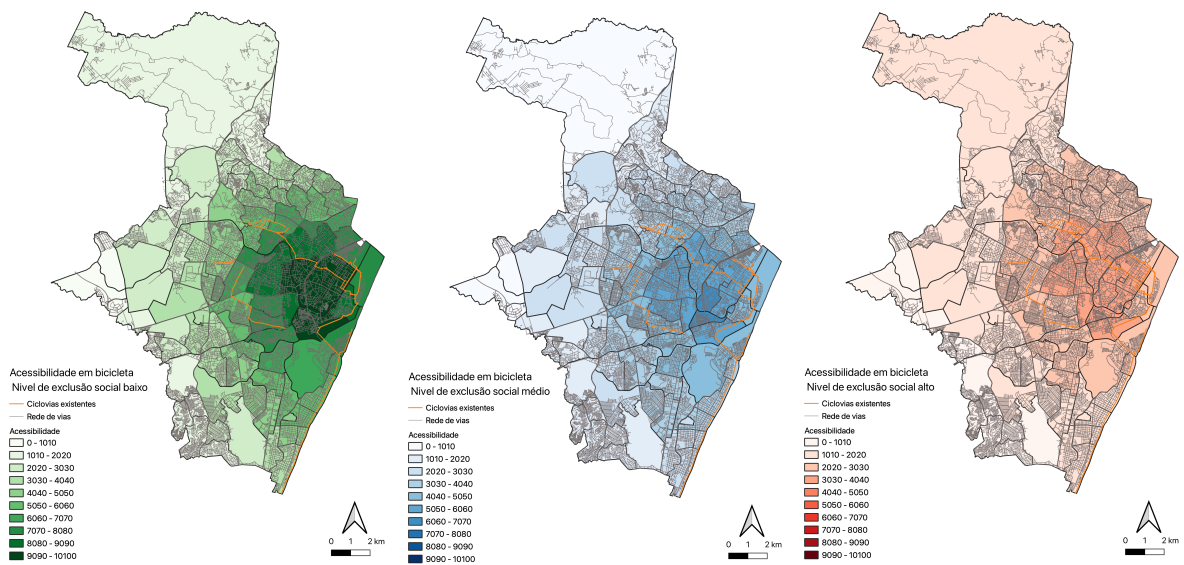 Acessibilidade em bicicleta
Nivel de exclusão social baixo
Ciclovias existentes
Rede de vias
Acessibilidade
0 - 1010
1010 - 2020
2020 - 3030
3030 - 4040
4040 - 5050
5050 - 6060
6060 - 7070
7070 - 8080
8080 - 9090
9090 - 10100
0 1 2 km
Acessibilidade em bicicleta
Nivel de exclusão social médio
Ciclovias existentes
Rede de vias
Acessibilidade
0 - 1010
1010 - 2020
2020 - 3030
3030 - 4040
4040 - 5050
5050 - 6060
6060 - 7070
7070 - 8080
8080 - 9090
9090 - 10100
0 1 2 km
Acessibilidade em bicicleta
Nivel de exclusão social alto
Ciclovias existentes
Rede de vias
Acessibilidade
0 - 1010
1010 - 2020
2020 - 3030
3030 - 4040
4040 - 5050
5050 - 6060
6060 - 7070
7070 - 8080
8080 - 9090
9090 - 10100
0 1 2 km